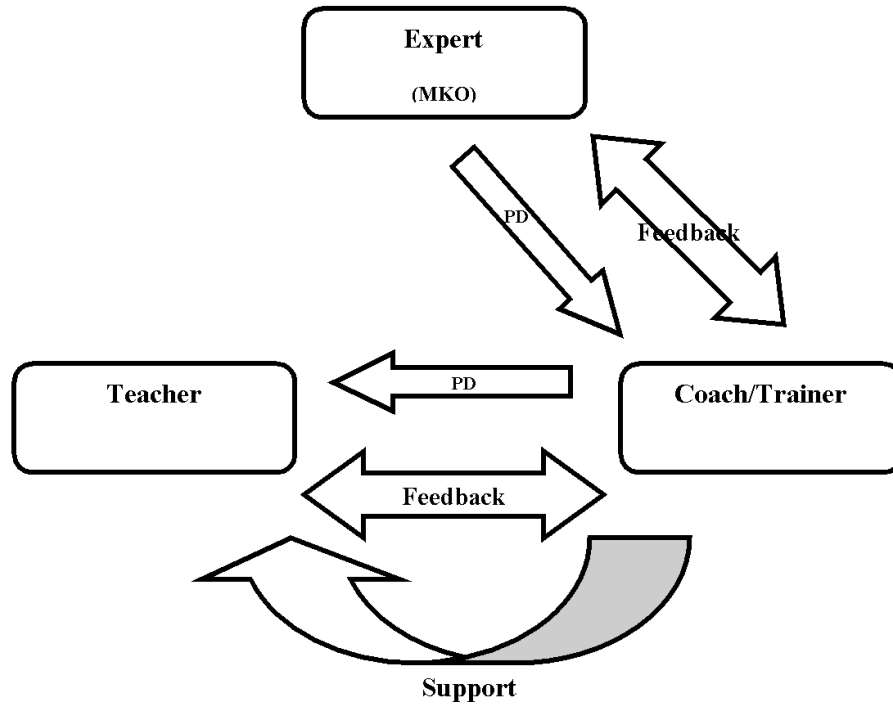 Expert
(MKO)
PD
Feedback
Teacher
PD
Coach/Trainer
Feedback
Support